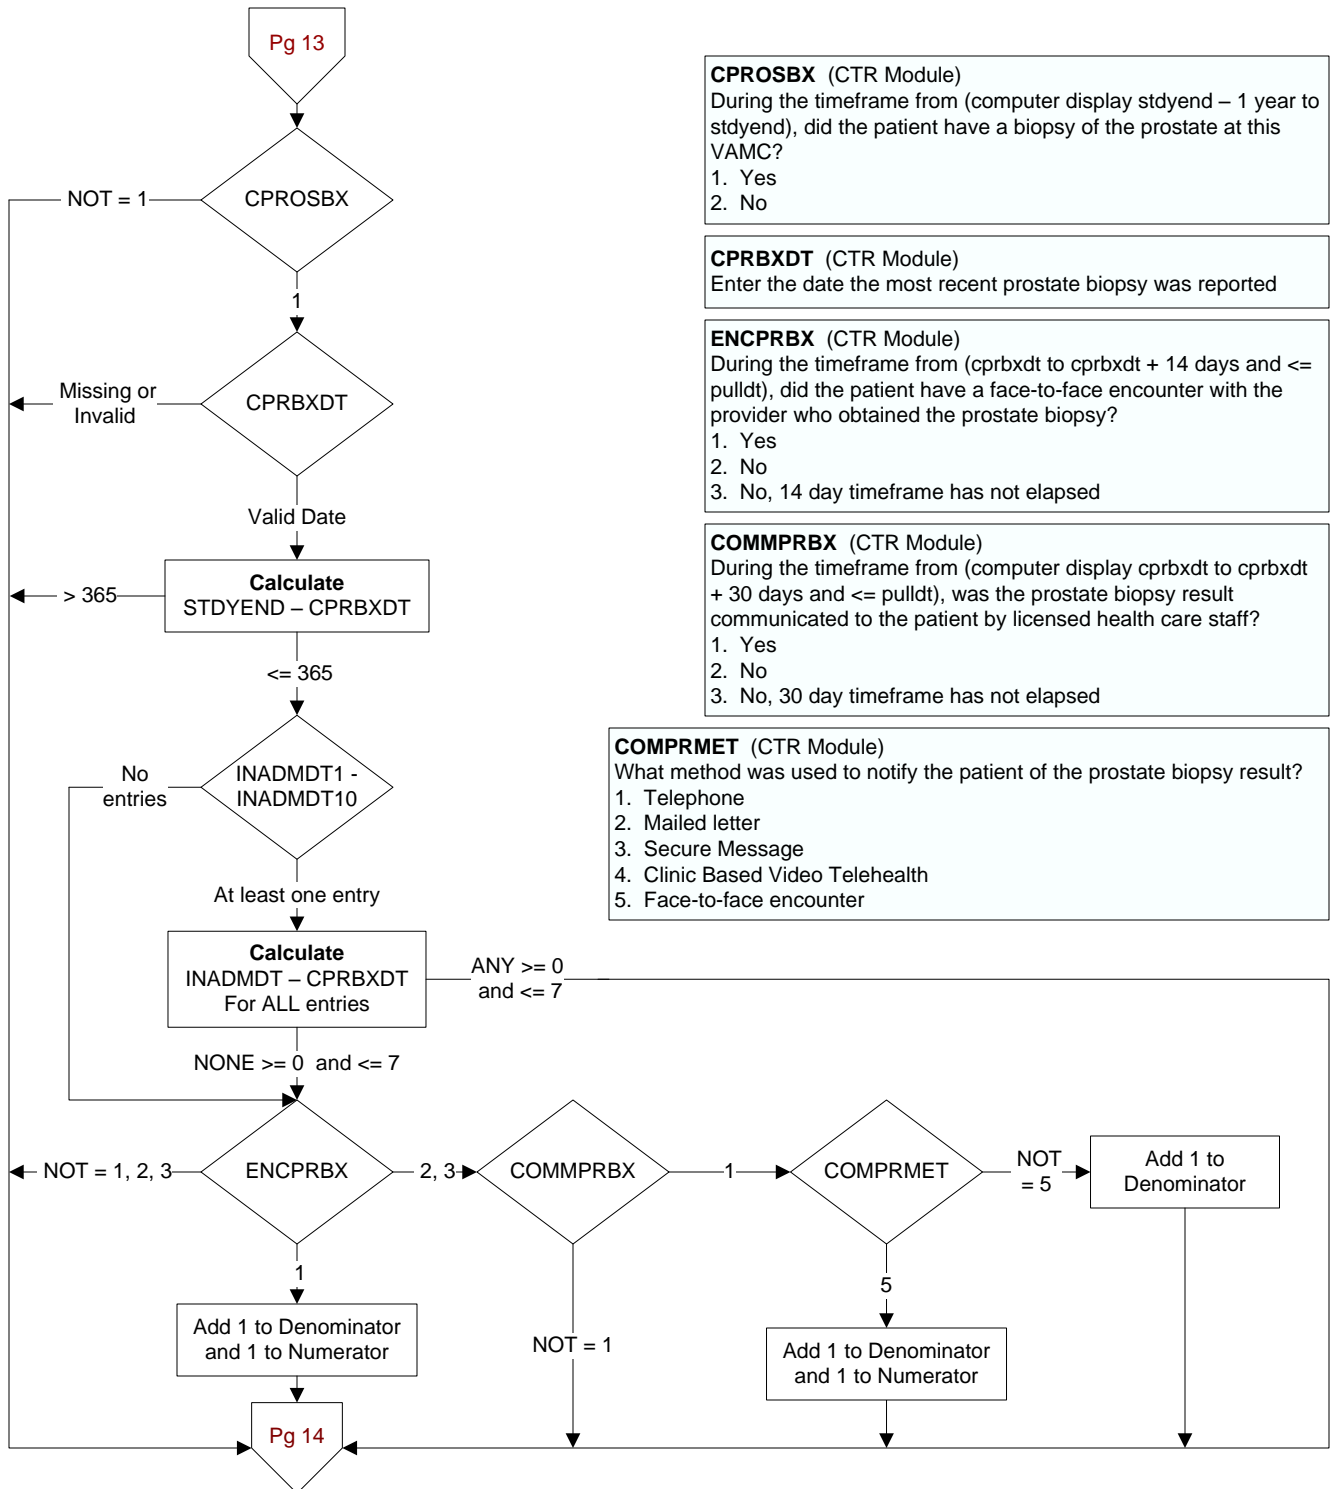 Pg 13
CPROSBX (CTR Module)
During the timeframe from (computer display stdyend – 1 year to
stdyend), did the patient have a biopsy of the prostate at this
VAMC?
1. Yes
2. No
NOT = 1
CPROSBX
1
CPRBXDT (CTR Module)
Enter the date the most recent prostate biopsy was reported
ENCPRBX (CTR Module)
During the timeframe from (cprbxdt to cprbxdt + 14 days and <=
pulldt), did the patient have a face-to-face encounter with the
provider who obtained the prostate biopsy?
1. Yes
2. No
3. No, 14 day timeframe has not elapsed
Missing or
Invalid
CPRBXDT
Valid Date
COMMPRBX (CTR Module)
During the timeframe from (computer display cprbxdt to cprbxdt
+ 30 days and <= pulldt), was the prostate biopsy result
communicated to the patient by licensed health care staff?
1. Yes
2. No
3. No, 30 day timeframe has not elapsed
> 365
Calculate
STDYEND – CPRBXDT
<= 365
COMPRMET (CTR Module)
What method was used to notify the patient of the prostate biopsy result?
1. Telephone
2. Mailed letter
3. Secure Message
4. Clinic Based Video Telehealth
5. Face-to-face encounter
No
entries
INADMDT1 -
INADMDT10
At least one entry
Calculate
INADMDT – CPRBXDT
For ALL entries
ANY >= 0
and <= 7
NONE >= 0 and <= 7
NOT = 1, 2, 3
ENCPRBX
2, 3
COMMPRBX
1
COMPRMET
NOT
= 5
Add 1 to
Denominator
1
5
Add 1 to Denominator
and 1 to Numerator
NOT = 1
Add 1 to Denominator
and 1 to Numerator
Pg 14